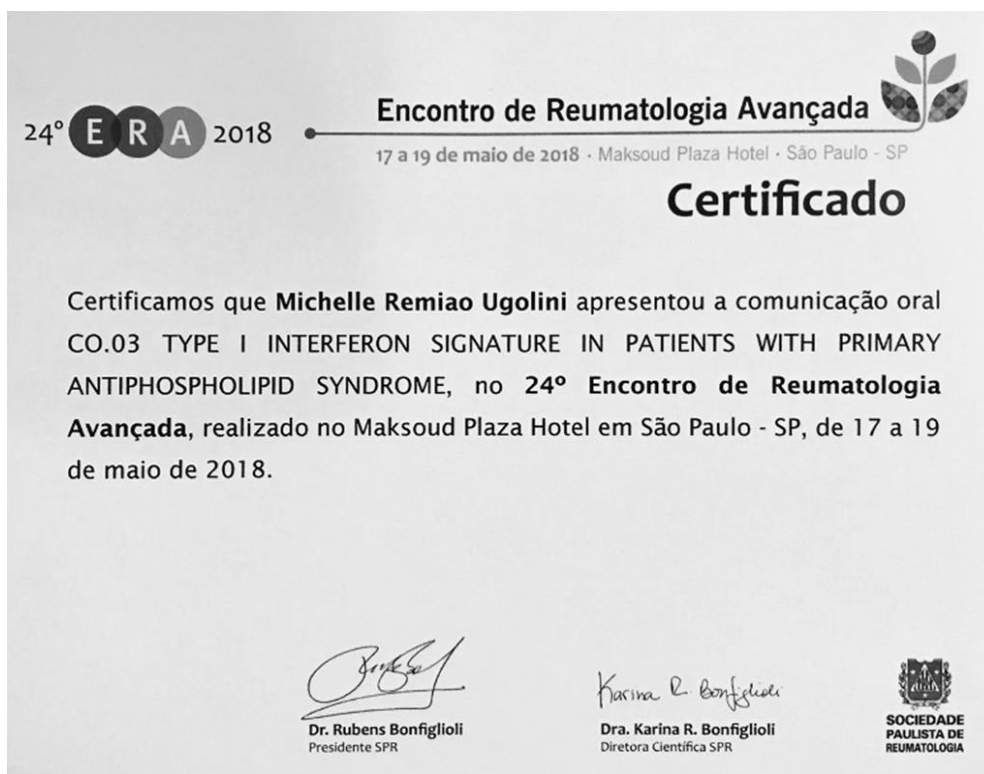 24º ERA 2018
Encontro de Reumatologia Avançada
17 a 19 de maio de 2018 · Maksoud Plaza Hotel · São Paulo - SP
Certificado
Certificamos que Michelle Remiao Ugolini apresentou a comunicação oral
CO.03 TYPE I INTERFERON SIGNATURE IN PATIENTS WITH PRIMARY
ANTIPHOSPHOLIPID SYNDROME, no 24º Encontro de Reumatologia
Avançada, realizado no Maksoud Plaza Hotel em São Paulo - SP, de 17 a 19
de maio de 2018.
Karina R. Bonfiglioli
Dr. Rubens Bonfiglioli
Presidente SPR
Dra. Karina R. Bonfiglioli
Diretora Científica SPR
SOCIEDADE
PAULISTA DE
REUMATOLOGIA